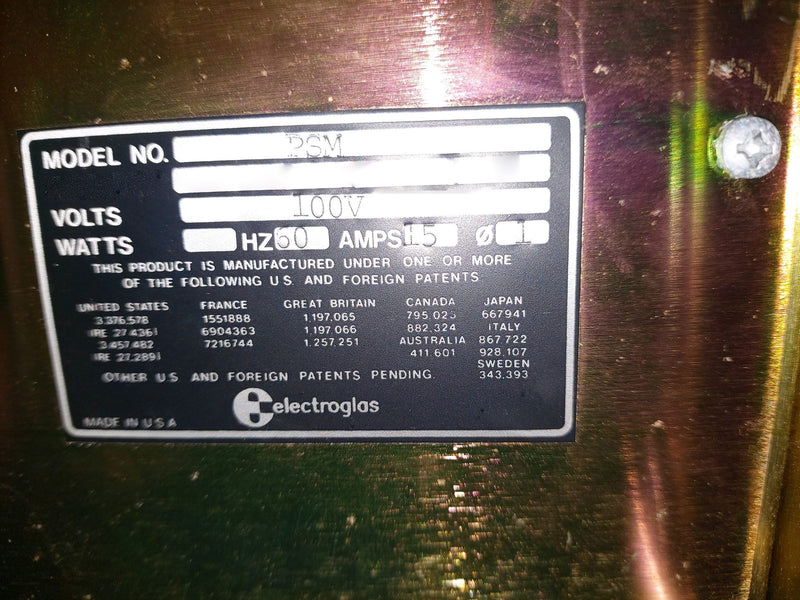 MODEL NO. PSM
VOLTS 100V
WATTS HZ 60 AMPS 15 Ø 1
THIS PRODUCT IS MANUFACTURED UNDER ONE OR MORE
OF THE FOLLOWING U.S. AND FOREIGN PATENTS
UNITED STATES FRANCE GREAT BRITAIN CANADA JAPAN
3.376.578 1551888 1.197.065 795.025 667941
(RE 27.436) 6904363 1.197.066 882.324 ITALY
3.457.482 7216744 1.257.251 AUSTRALIA 867.722
(RE 27.289) 411.601 928.107
SWEDEN
OTHER U.S. AND FOREIGN PATENTS PENDING. 343.393
electroglas
MADE IN U.S.A